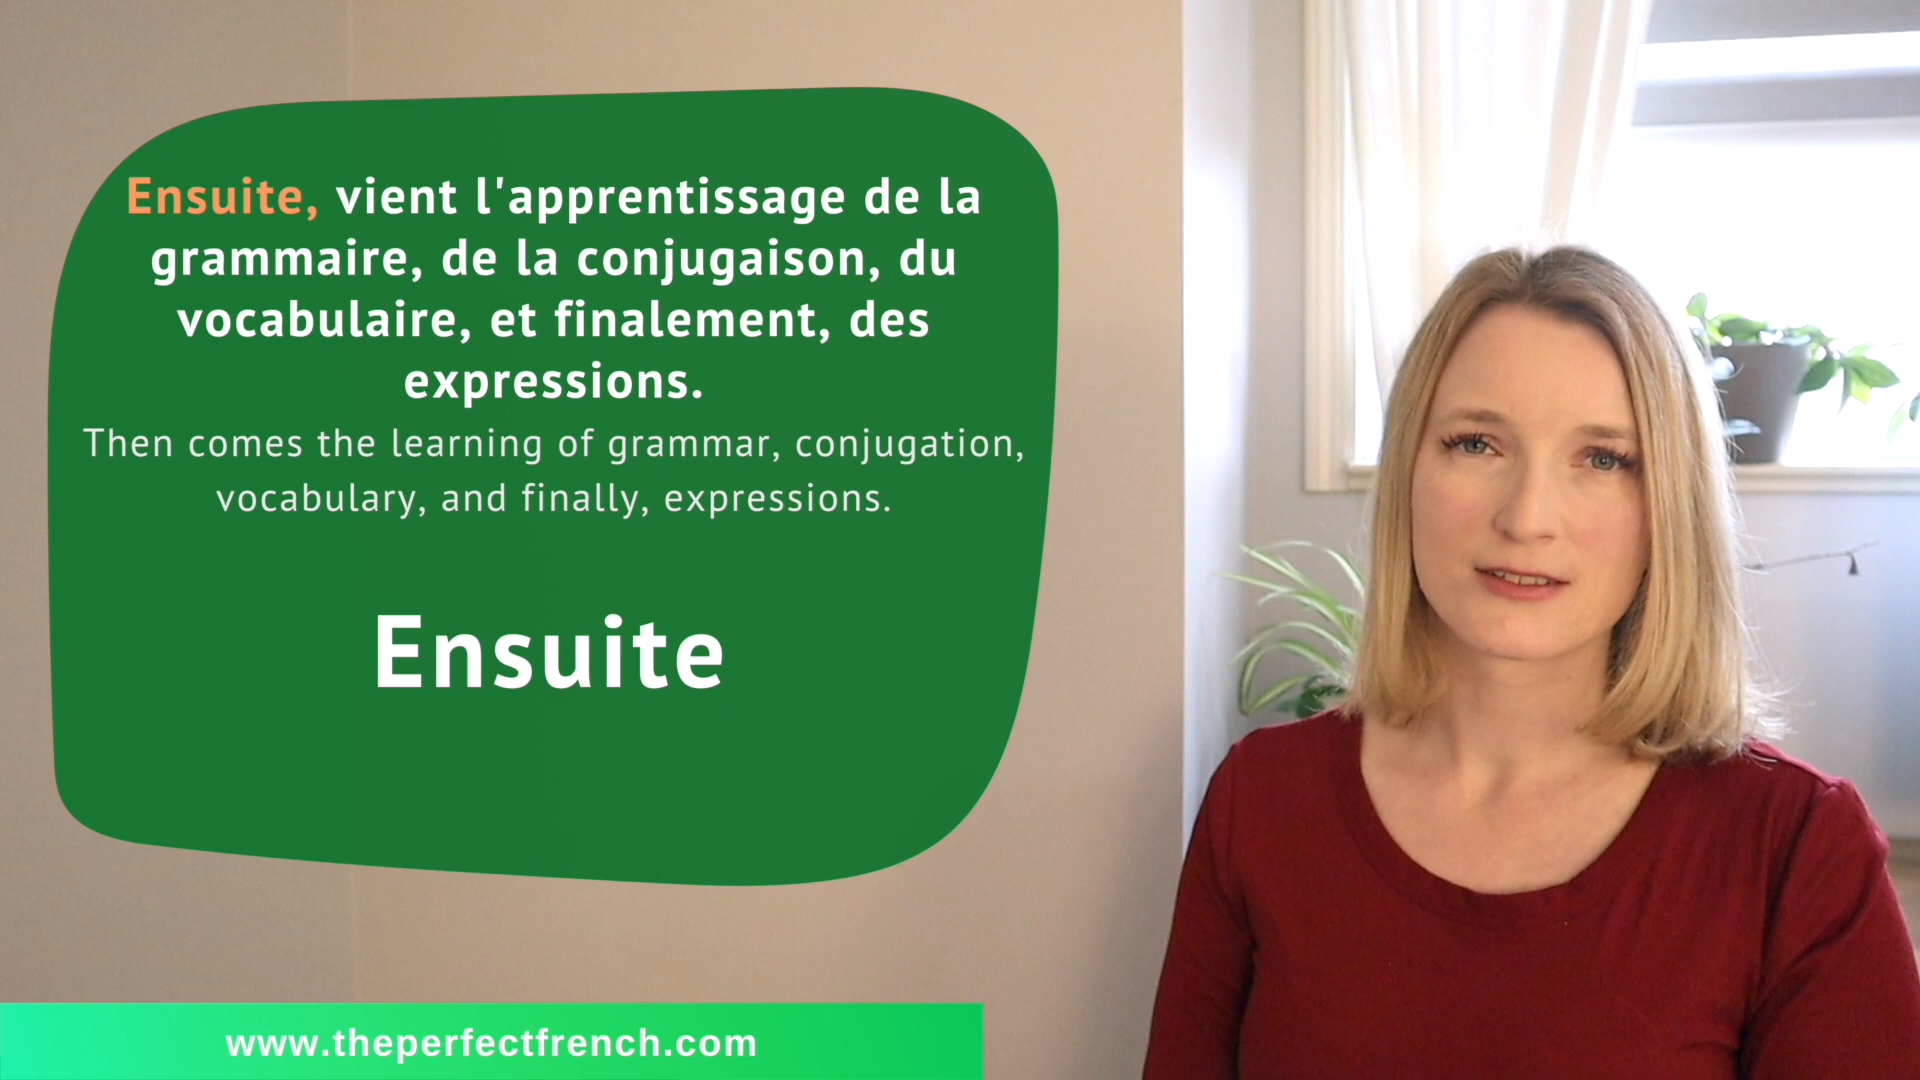 Ensuite, vient l'apprentissage de la
grammaire, de la conjugaison, du
vocabulaire, et finalement, des
expressions.
Then comes the learning of grammar, conjugation,
vocabulary, and finally, expressions.
Ensuite
www.theperfectfrench.com